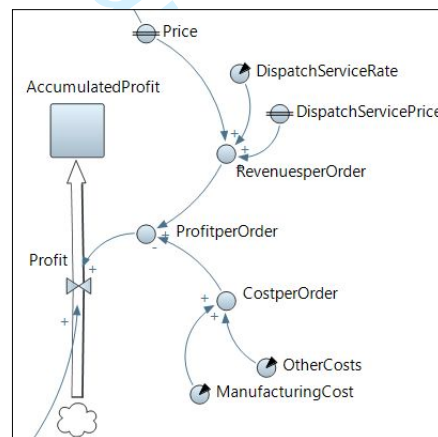 Price
DispatchServiceRate
AccumulatedProfit
DispatchServicePrice
+
+
+
RevenuesperOrder
ProfitperOrder
+
-
Profit
+
CostperOrder
+
+
+
OtherCosts
ManufacturingCost